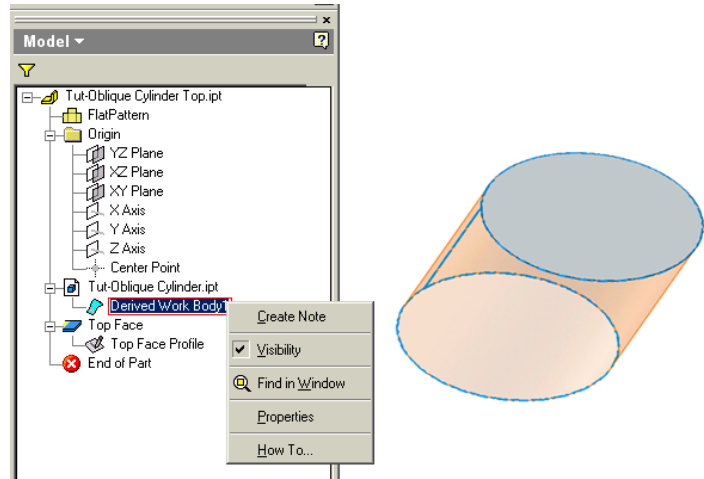 Model
Tut-Oblique Cylinder Top.ipt
FlatPattern
Origin
YZ Plane
XZ Plane
XY Plane
X Axis
Y Axis
Z Axis
Center Point
Tut-Oblique Cylinder.ipt
Derived Work Body1
Top Face
Top Face Profile
End of Part
Create Note
Visibility
Find in Window
Properties
How To...